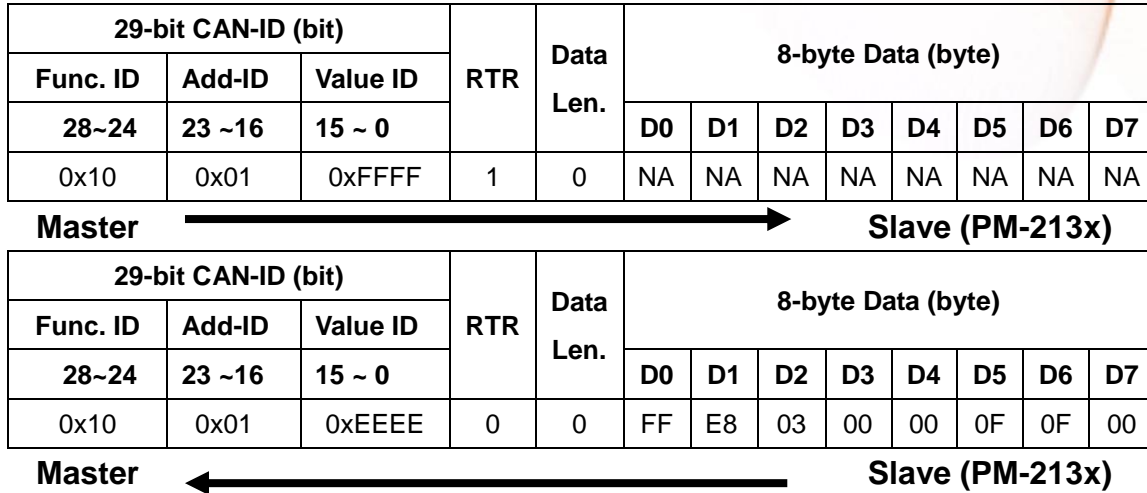 29-bit CAN-ID (bit) RTR Data Len. 8-byte Data (byte)
Func. ID Add-ID Value ID
28~24 23 ~16 15 ~ 0 D0 D1 D2 D3 D4 D5 D6 D7
0x10 0x01 0xFFFF 1 0 NA NA NA NA NA NA NA NA
Master Slave (PM-213x)
29-bit CAN-ID (bit) RTR Data Len. 8-byte Data (byte)
Func. ID Add-ID Value ID
28~24 23 ~16 15 ~ 0 D0 D1 D2 D3 D4 D5 D6 D7
0x10 0x01 0xEEEE 0 0 FF E8 03 00 00 0F 0F 00
Master Slave (PM-213x)